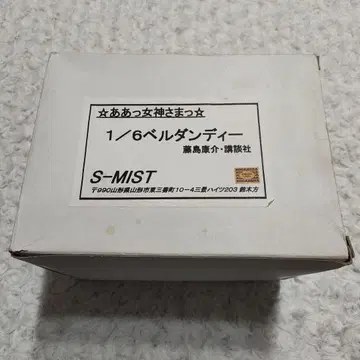 ☆ああっ女神さまっ☆
1／6ベルダンディー
藤島康介・講談社
S-MIST
〒990山形県山形市東三番町10-4三景ハイツ203 鈴木方